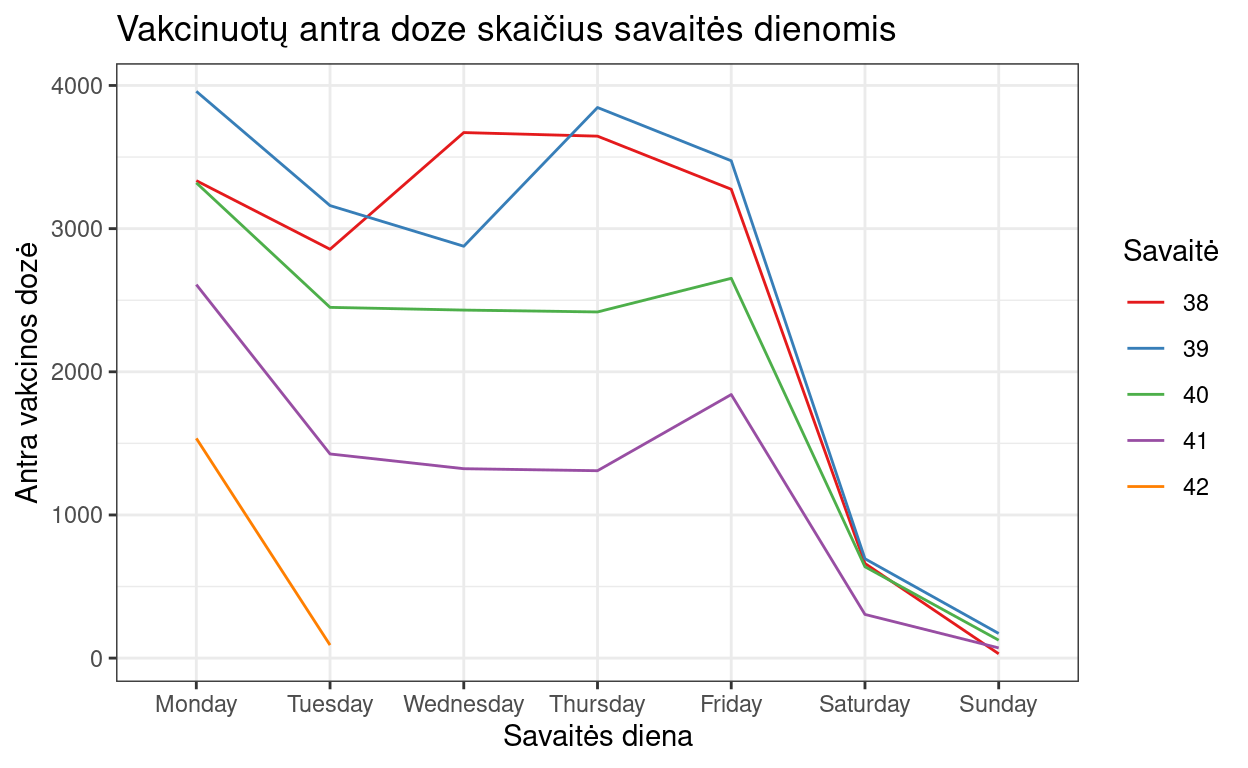 Vakcinuotų antra doze skaičius savaitės dienomis
Antra vakcinos dozė
4000
3000
2000
1000
0
Monday Tuesday Wednesday Thursday Friday Saturday Sunday
Savaitės diena
Savaitė
38
39
40
41
42